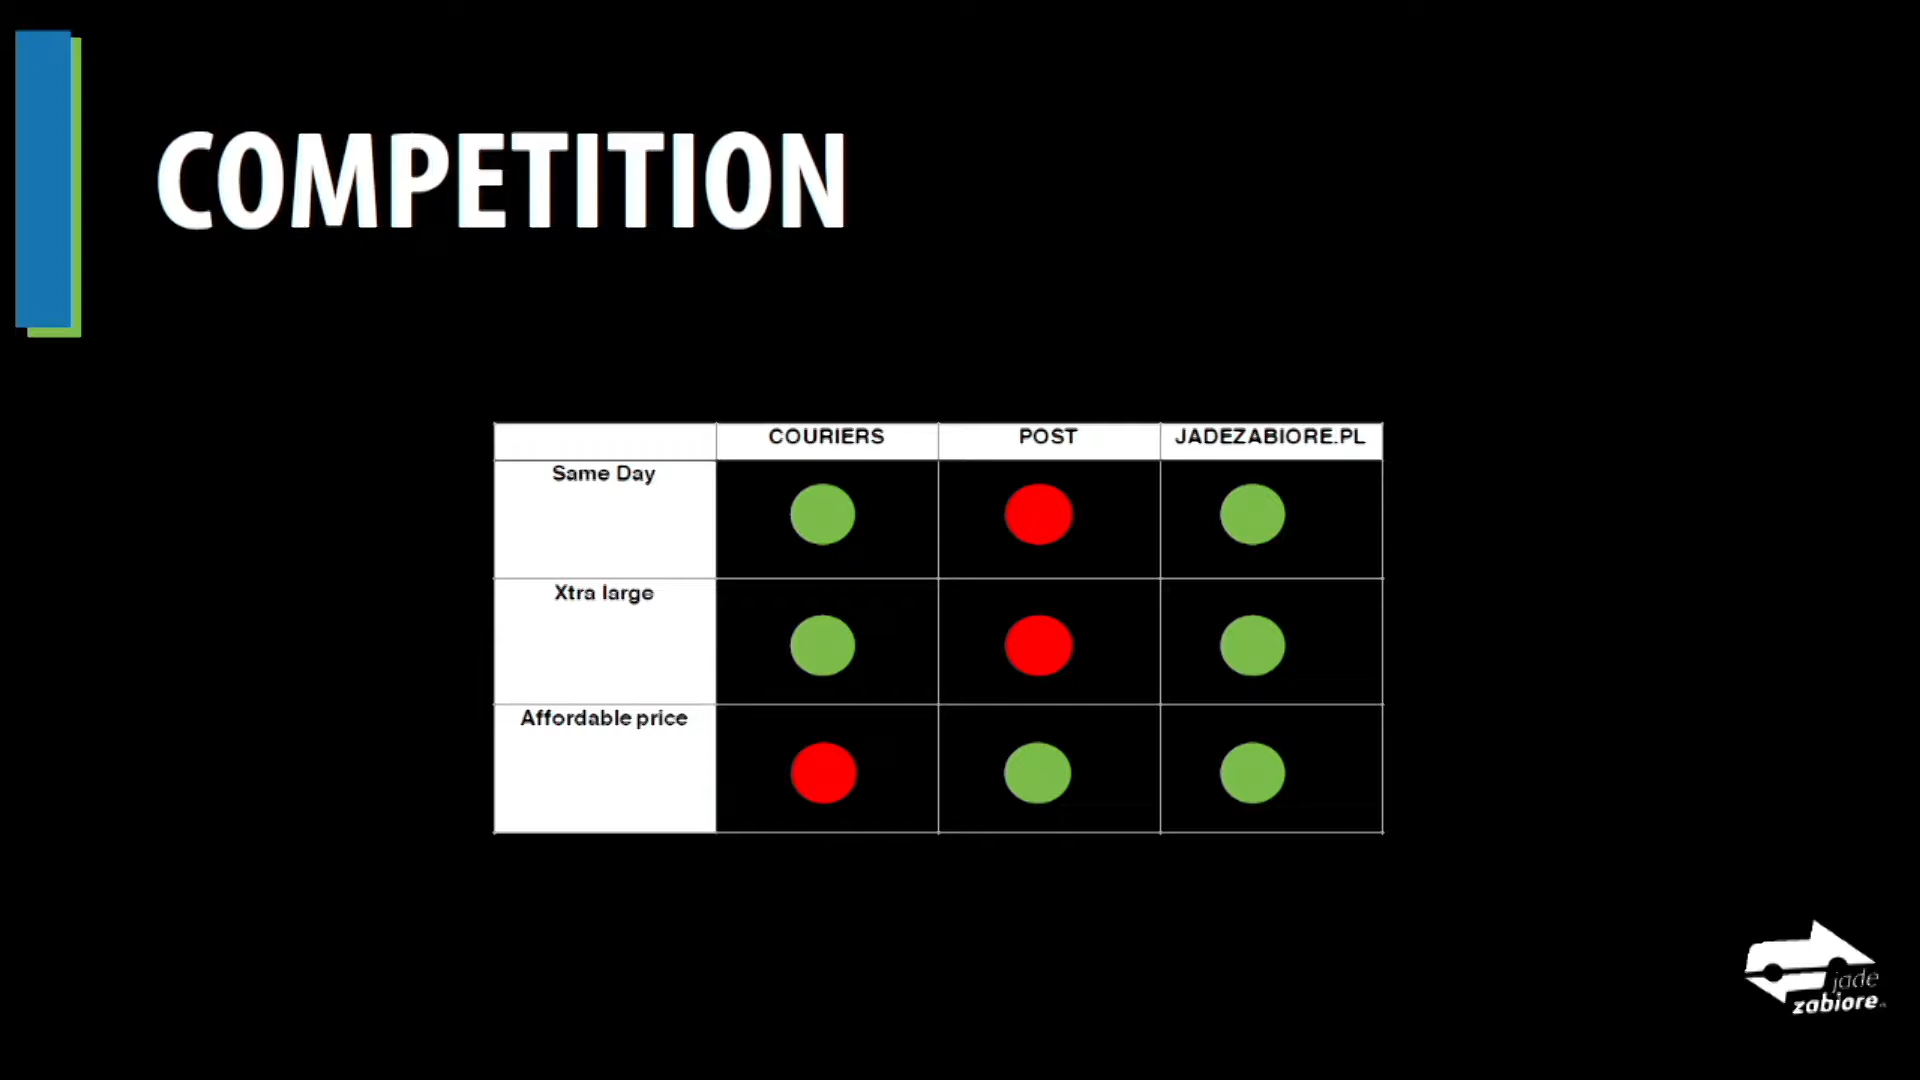 COMPETITION
COURIERS POST JADEZABIORE.PL
Same Day
Xtra large
Affordable price
jade
zabiore